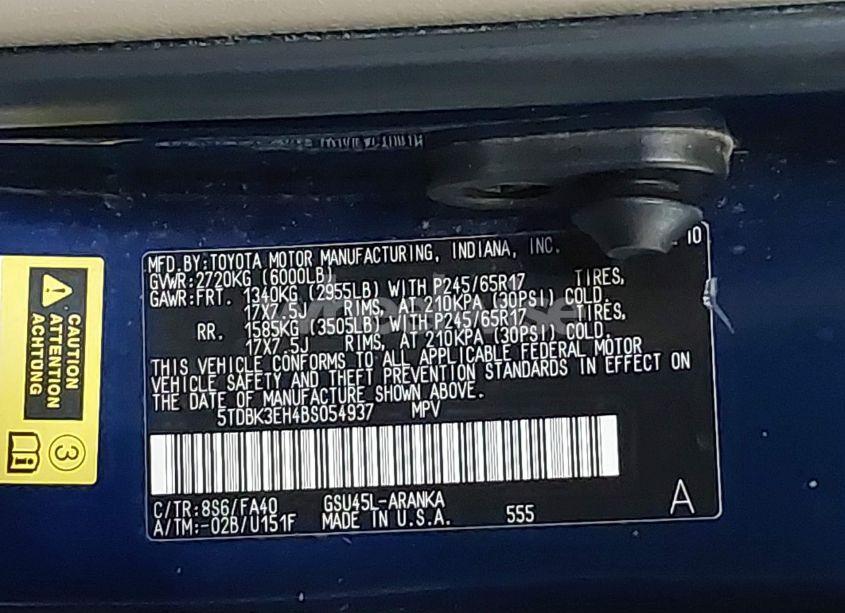 MFD. BY: TOYOTA MOTOR MANUFACTURING, INDIANA, INC. 10
GVWR: 2720KG (6000LB)
GAWR: FRT. 1340KG (2955LB) WITH P245/65R17 TIRES,
17X7.5J RIMS, AT 210KPA (30PSI) COLD.
RR. 1585KG (3505LB) WITH P245/65R17 TIRES,
17X7.5J RIMS, AT 210KPA (30PSI) COLD.
THIS VEHICLE CONFORMS TO ALL APPLICABLE FEDERAL MOTOR
VEHICLE SAFETY AND THEFT PREVENTION STANDARDS IN EFFECT ON
THE DATE OF MANUFACTURE SHOWN ABOVE.
5TDBK3EH4BS054937 MPV
C/TR: 8S6/FA40 GSU45L-ARANKA A
A/TM: -02B/U151F MADE IN U.S.A. 555
CAUTION
ATTENTION
ACHTUNG
3